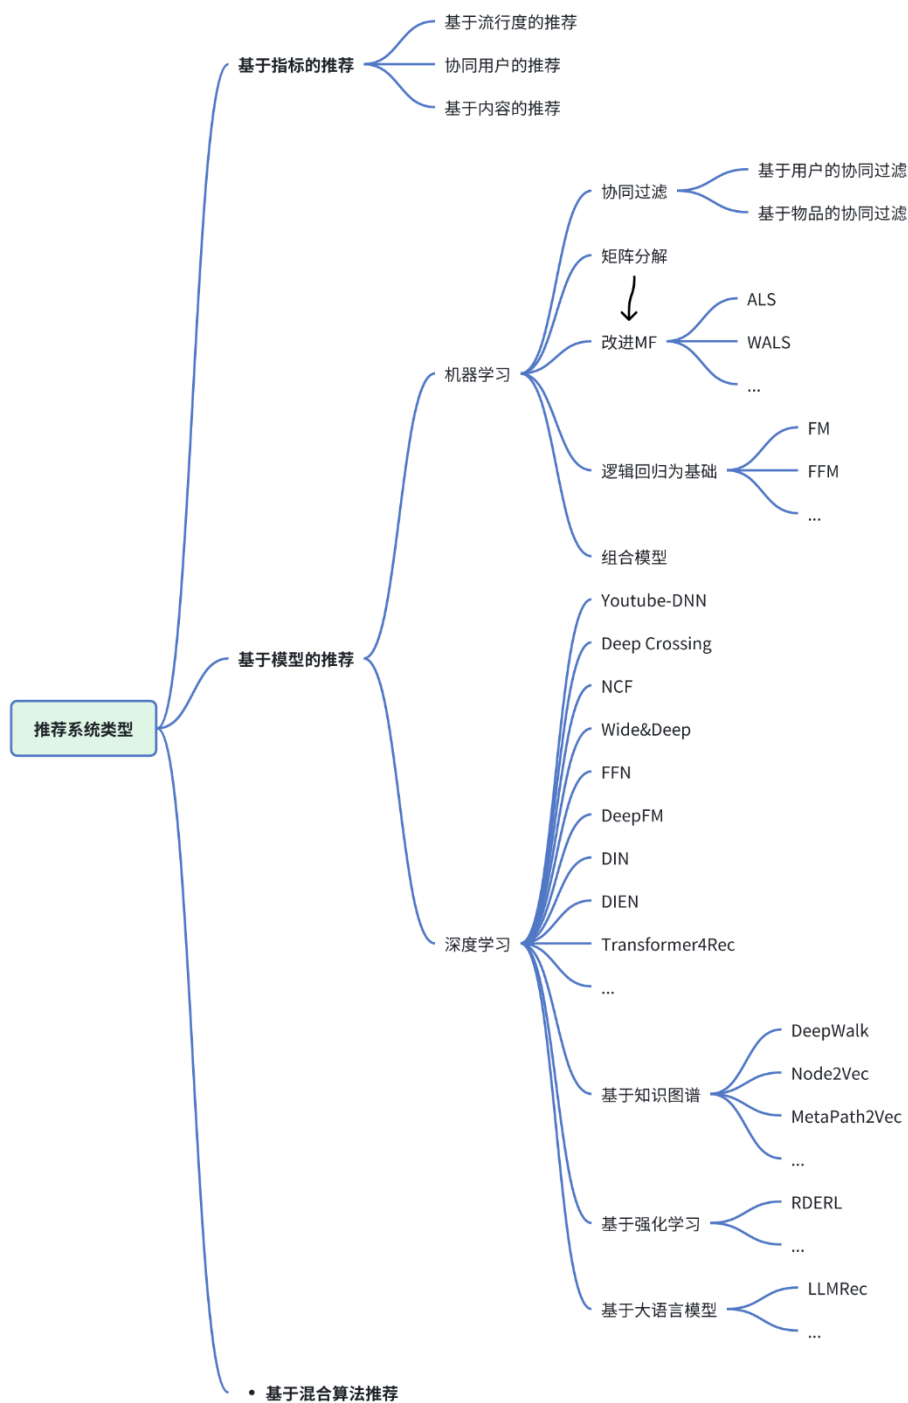 基于流行度的推荐
基于指标的推荐
协同用户的推荐
基于内容的推荐
基于用户的协同过滤
协同过滤
基于物品的协同过滤
矩阵分解
ALS
改进MF
WALS
...
机器学习
FM
逻辑回归为基础
FFM
...
组合模型
Youtube-DNN
Deep Crossing
基于模型的推荐
NCF
推荐系统类型
Wide&Deep
FFN
DeepFM
DIN
DIEN
深度学习
Transformer4Rec
...
DeepWalk
Node2Vec
基于知识图谱
MetaPath2Vec
...
RDERL
基于强化学习
...
LLMRec
基于大语言模型
...
• 基于混合算法推荐